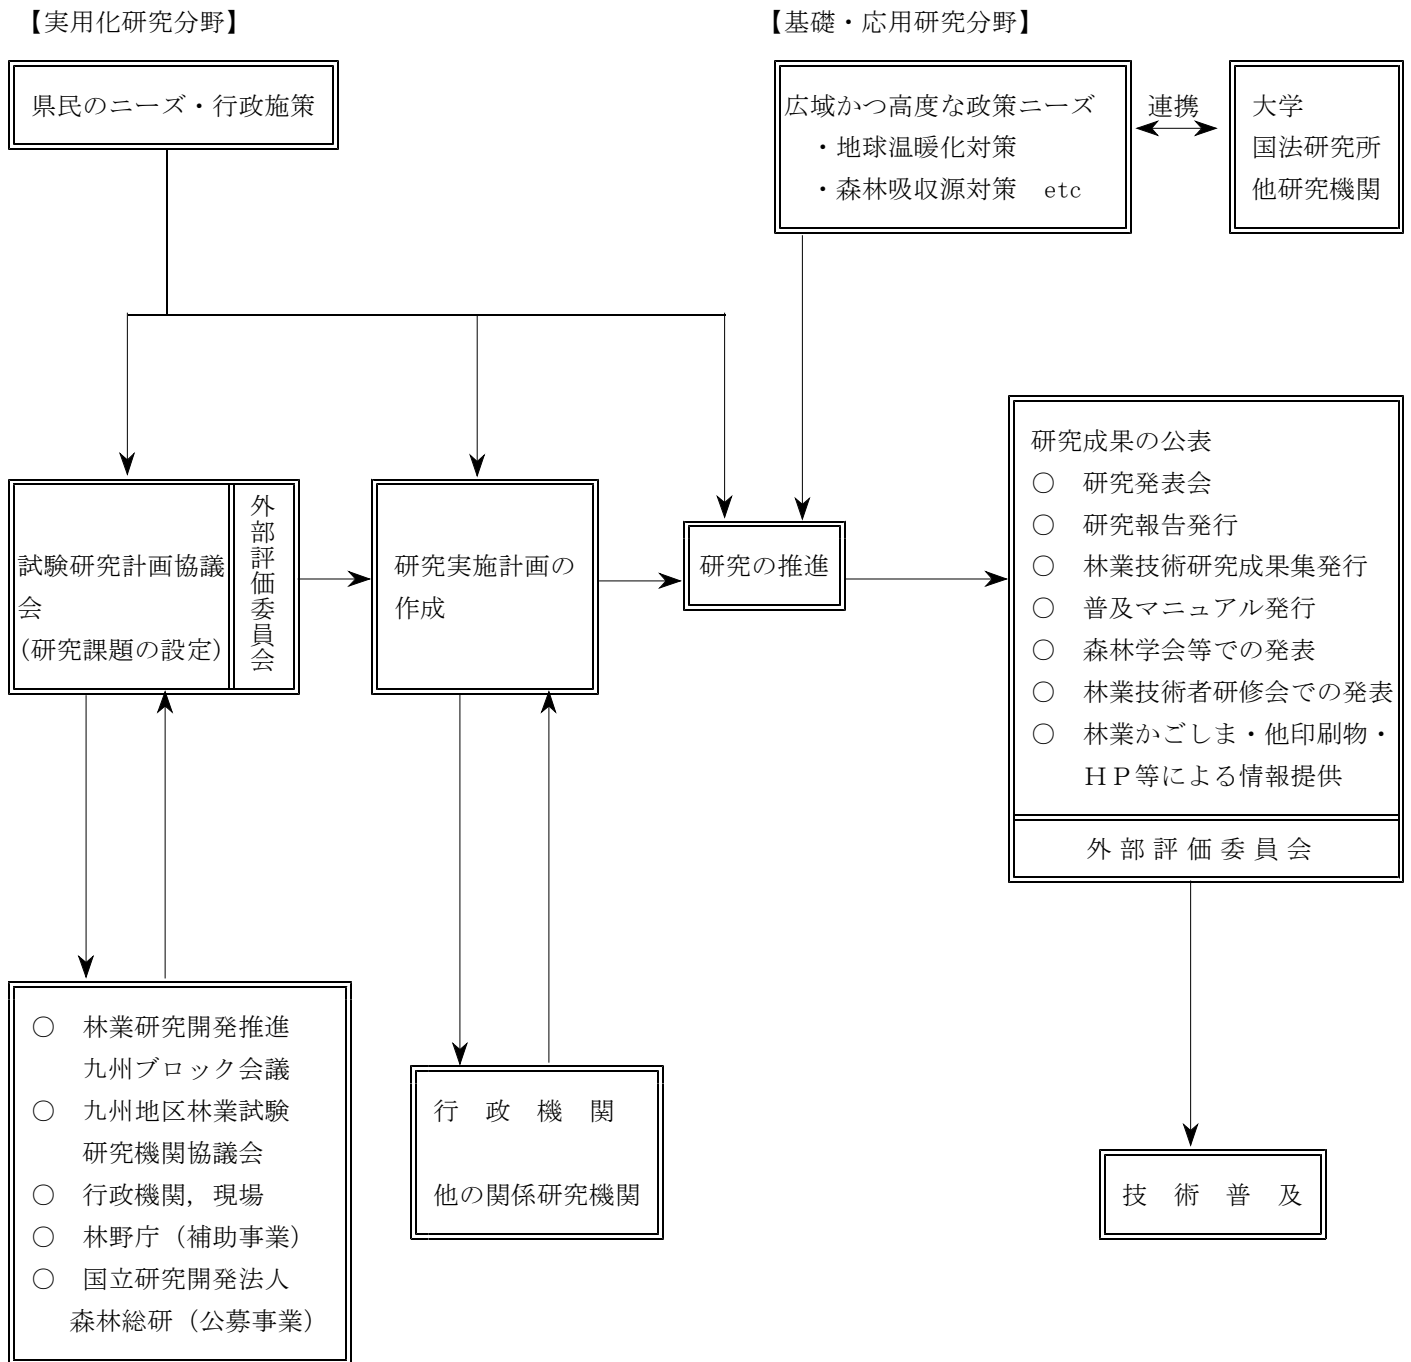 【実用化研究分野】
【基礎・応用研究分野】
県民のニーズ・行政施策
広域かつ高度な政策ニーズ
・地球温暖化対策
・森林吸収源対策　etc
連携
大学
国法研究所
他研究機関
試験研究計画協議
会
（研究課題の設定）
外部評価委員会
研究実施計画の
作成
研究の推進
研究成果の公表
○　研究発表会
○　研究報告発行
○　林業技術研究成果集発行
○　普及マニュアル発行
○　森林学会等での発表
○　林業技術者研修会での発表
○　林業かごしま・他印刷物・
ＨＰ等による情報提供
外 部 評 価 委 員 会
○　林業研究開発推進
九州ブロック会議
○　九州地区林業試験
研究機関協議会
○　行政機関，現場
○　林野庁（補助事業）
○　国立研究開発法人
森林総研（公募事業）
行　政　機　関
他の関係研究機関
技　術　普　及